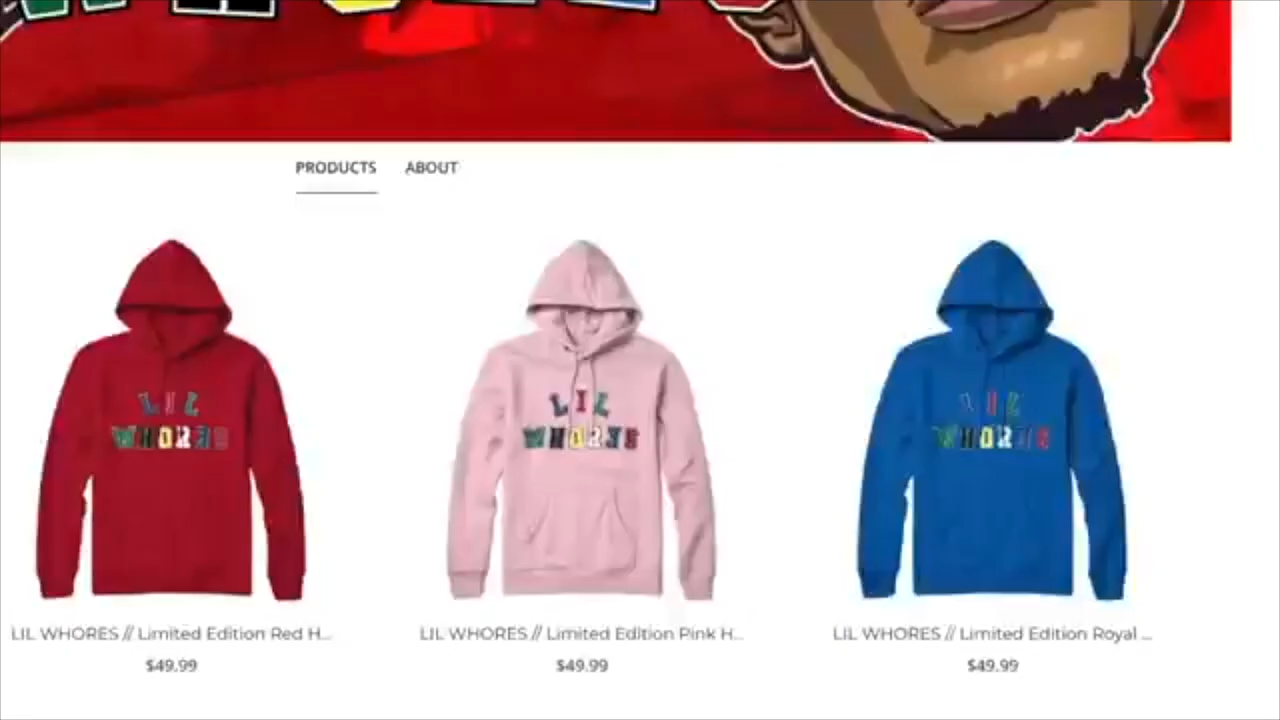 PRODUCTS ABOUT
LIL
WHORES
LIL
WHORES
LIL
WHORES
LIL WHORES // Limited Edition Red H...
LIL WHORES // Limited Edition Pink H...
LIL WHORES // Limited Edition Royal ...
$49.99
$49.99
$49.99